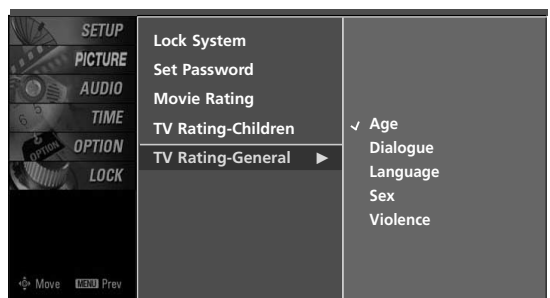 SETUP
PICTURE
AUDIO
TIME
OPTION
LOCK
Move MENU Prev
Lock System
Set Password
Movie Rating
TV Rating-Children
TV Rating-General ▶
✓ Age
Dialogue
Language
Sex
Violence